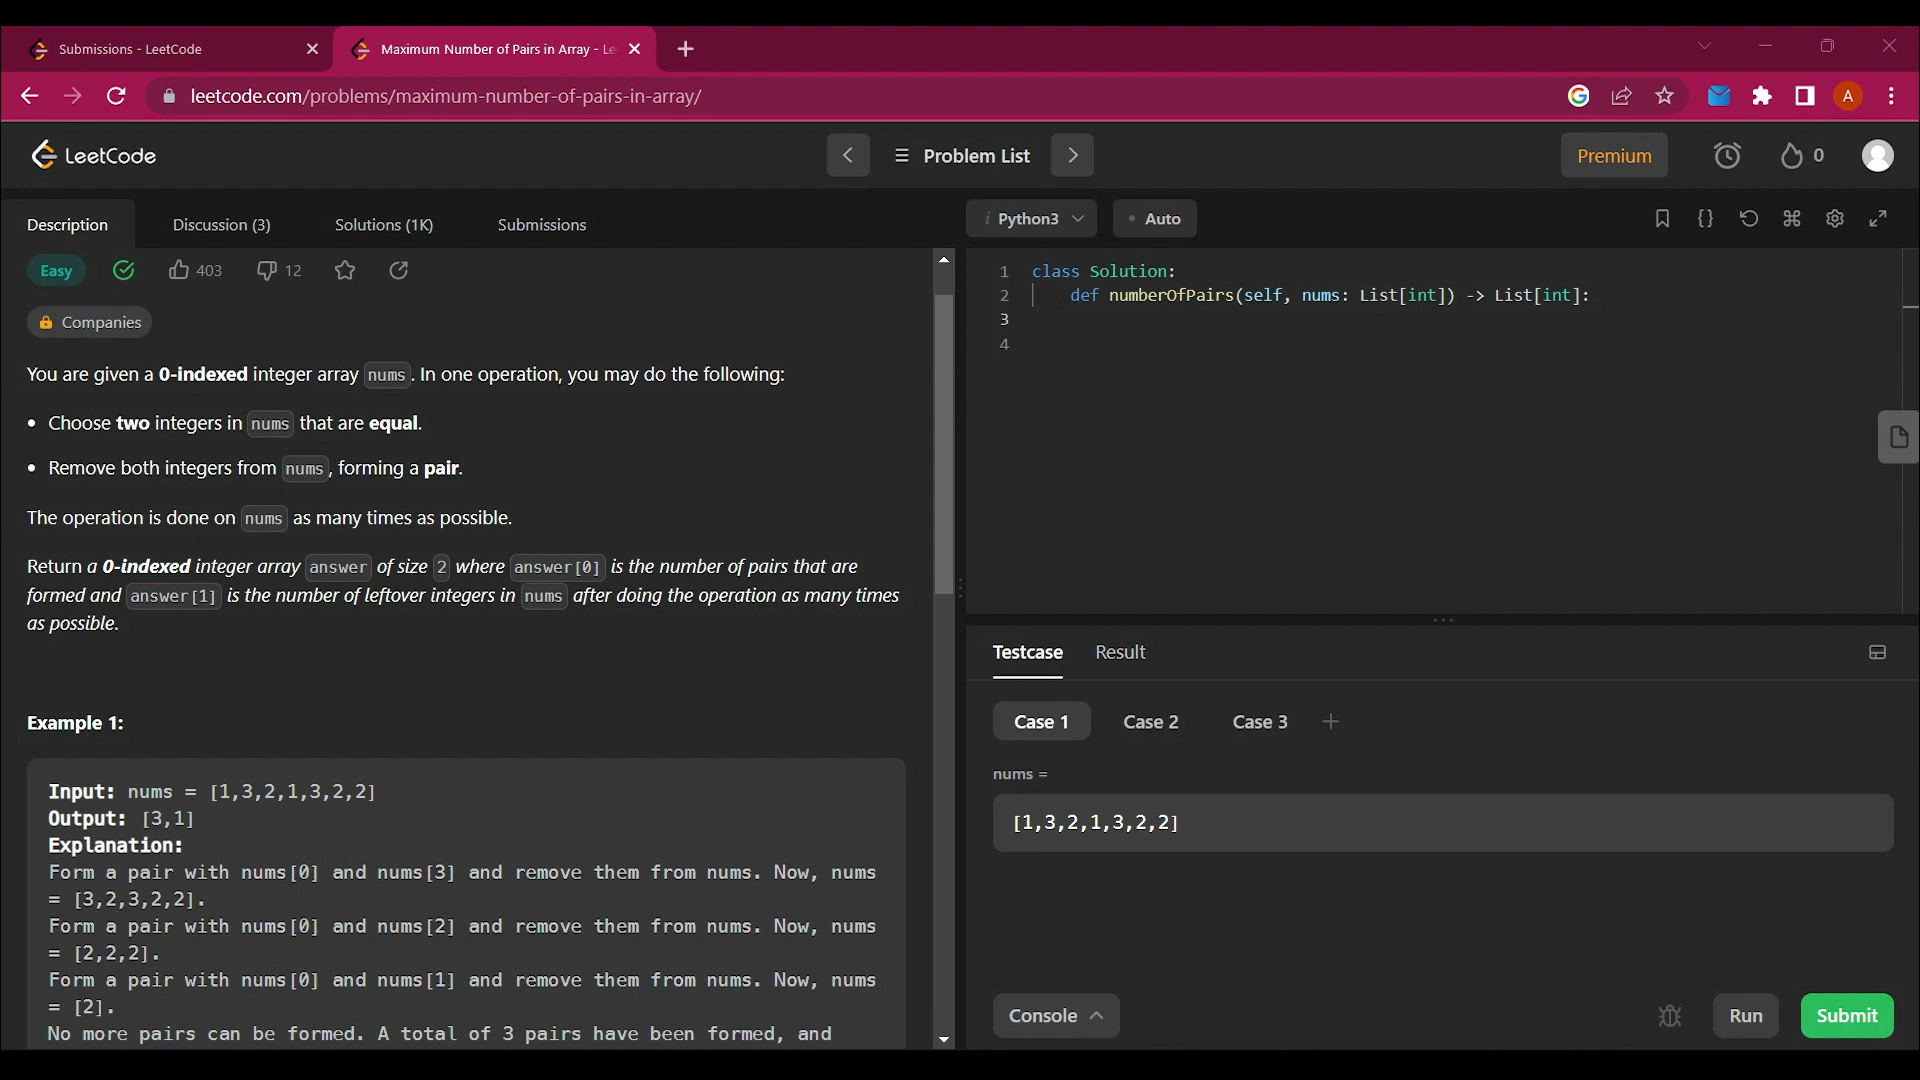 Submissions - LeetCode
Maximum Number of Pairs in Array - Le
leetcode.com/problems/maximum-number-of-pairs-in-array/
A
LeetCode
Problem List
Premium
0
Description
Discussion (3)
Solutions (1K)
Submissions
Easy
403
12
Companies
You are given a 0-indexed integer array nums. In one operation, you may do the following:
• Choose two integers in nums that are equal.
• Remove both integers from nums, forming a pair.
The operation is done on nums as many times as possible.
Return a 0-indexed integer array answer of size 2 where answer[0] is the number of pairs that are
formed and answer[1] is the number of leftover integers in nums after doing the operation as many times
as possible.
Example 1:
Input: nums = [1,3,2,1,3,2,2]
Output: [3,1]
Explanation:
Form a pair with nums[0] and nums[3] and remove them from nums. Now, nums
= [3,2,3,2,2].
Form a pair with nums[0] and nums[2] and remove them from nums. Now, nums
= [2,2,2].
Form a pair with nums[0] and nums[1] and remove them from nums. Now, nums
= [2].
No more pairs can be formed. A total of 3 pairs have been formed, and
i Python3
• Auto
{}
1 class Solution:
2 def numberOfPairs(self, nums: List[int]) -> List[int]:
3
4
Testcase
Result
Case 1
Case 2
Case 3
+
nums =
[1,3,2,1,3,2,2]
Console
Run
Submit